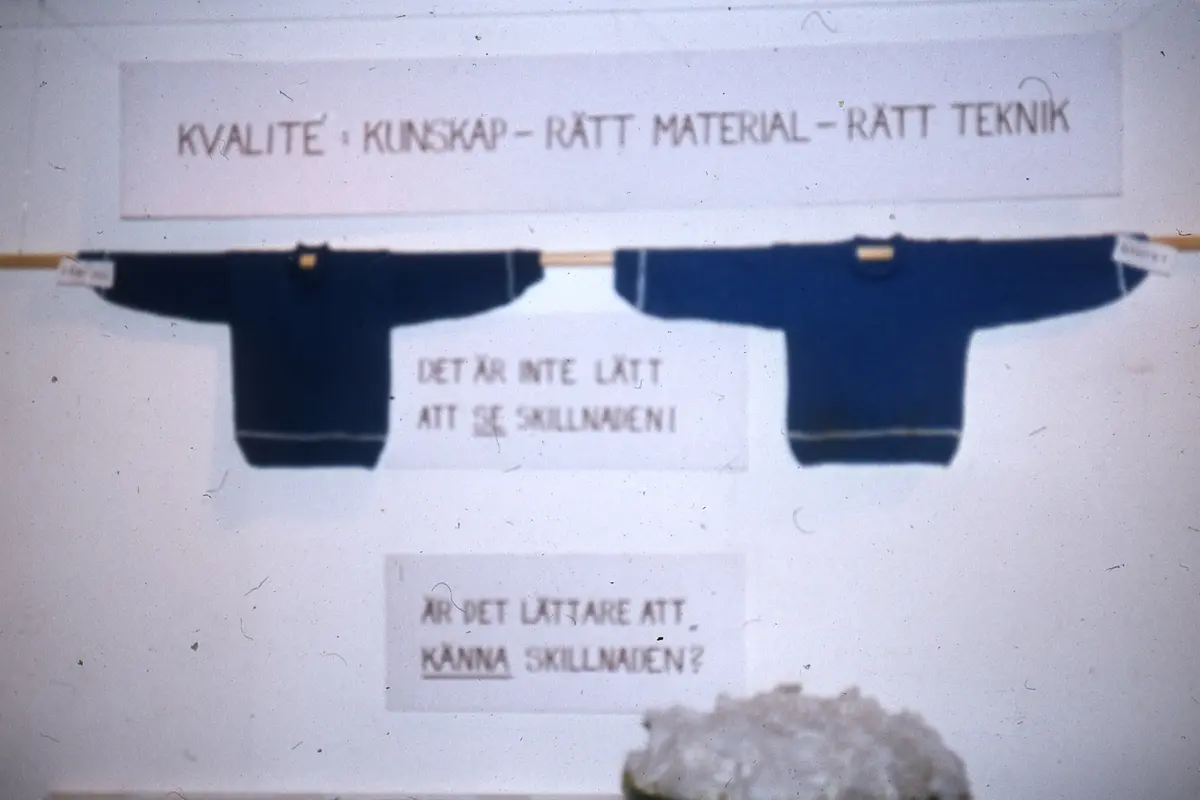 KVALITÉ : KUNSKAP – RÄTT MATERIAL – RÄTT TEKNIK
DET ÄR INTE LÄTT
ATT SE SKILLNADEN!
ÄR DET LÄTTARE ATT
KÄNNA SKILLNADEN?